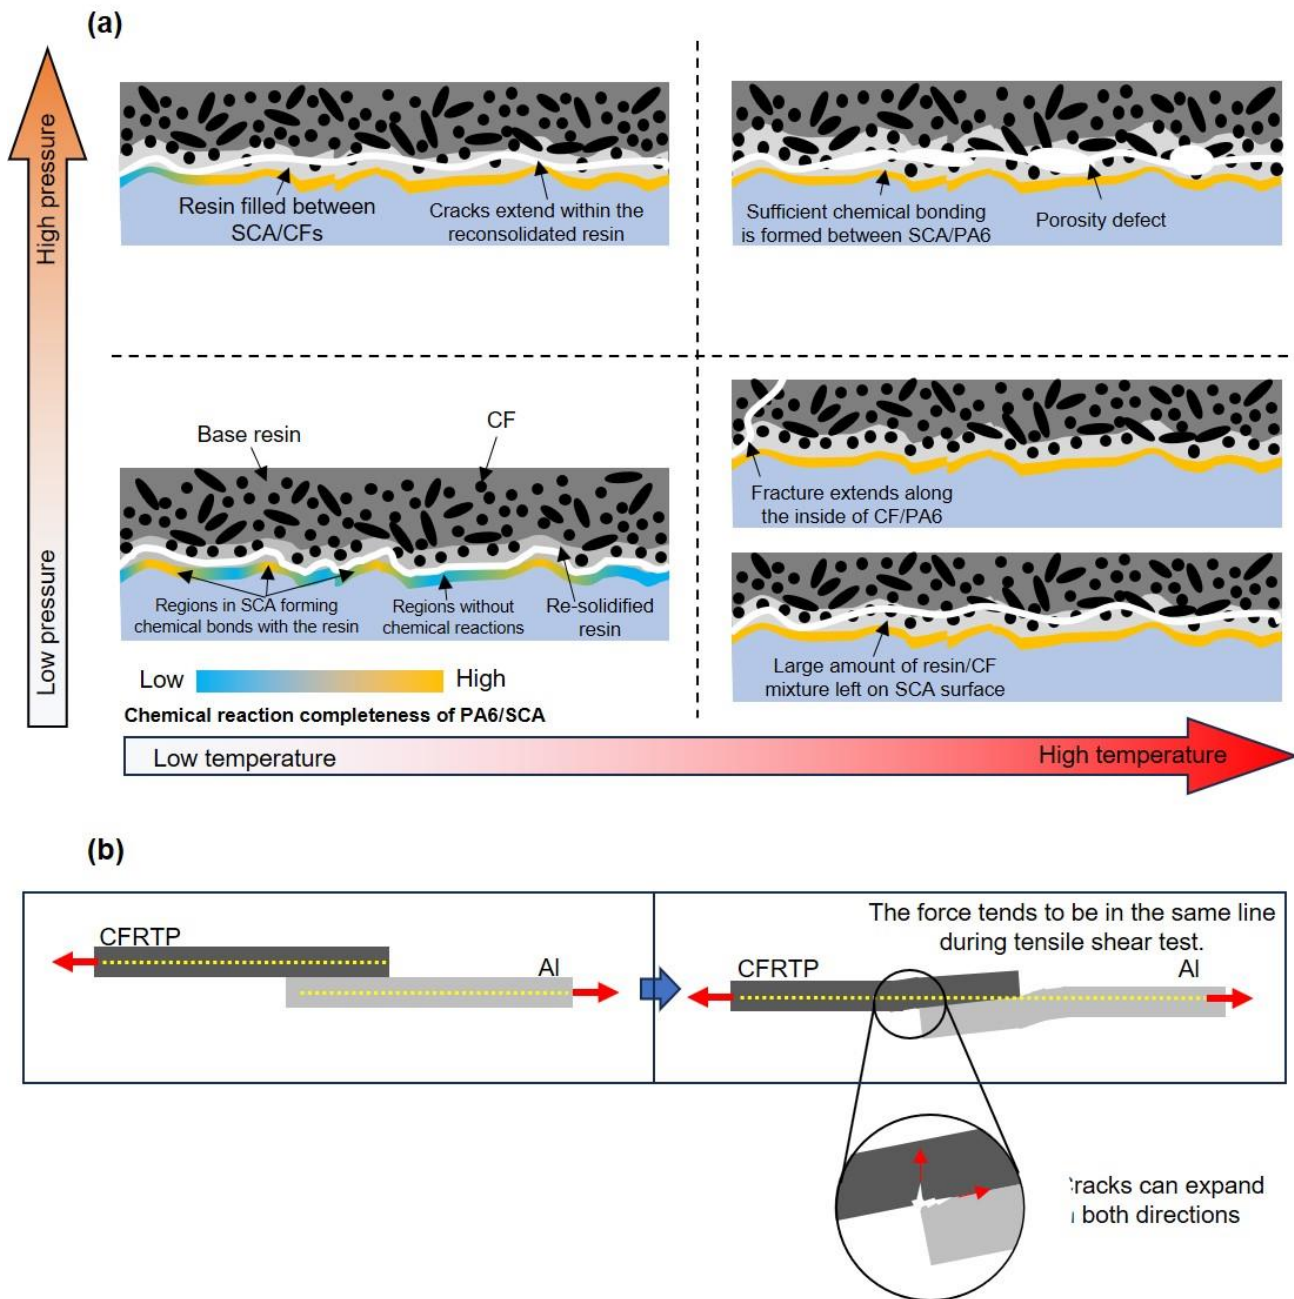 (a)
High pressure
Low pressure
Resin filled between
SCA/CFs
Cracks extend within the
reconsolidated resin
Sufficient chemical bonding
is formed between SCA/PA6
Porosity defect
Base resin
CF
Regions in SCA forming
chemical bonds with the resin
Regions without
chemical reactions
Re-solidified
resin
Fracture extends along
the inside of CF/PA6
Large amount of resin/CF
mixture left on SCA surface
Low
High
Chemical reaction completeness of PA6/SCA
Low temperature
High temperature
(b)
CFRTP
Al
The force tends to be in the same line
during tensile shear test.
CFRTP
Al
can expand
both directions